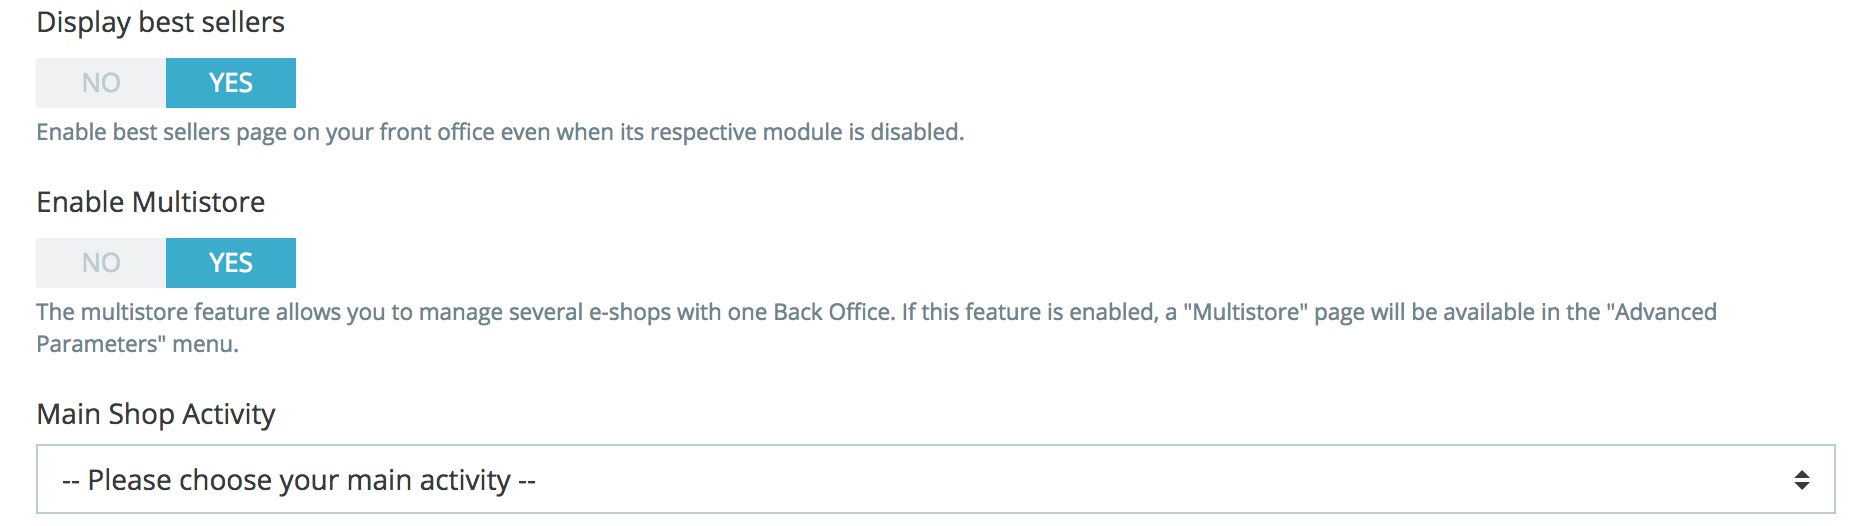 Display best sellers
NO YES
Enable best sellers page on your front office even when its respective module is disabled.
Enable Multistore
NO YES
The multistore feature allows you to manage several e-shops with one Back Office. If this feature is enabled, a "Multistore" page will be available in the "Advanced
Parameters" menu.
Main Shop Activity
-- Please choose your main activity --